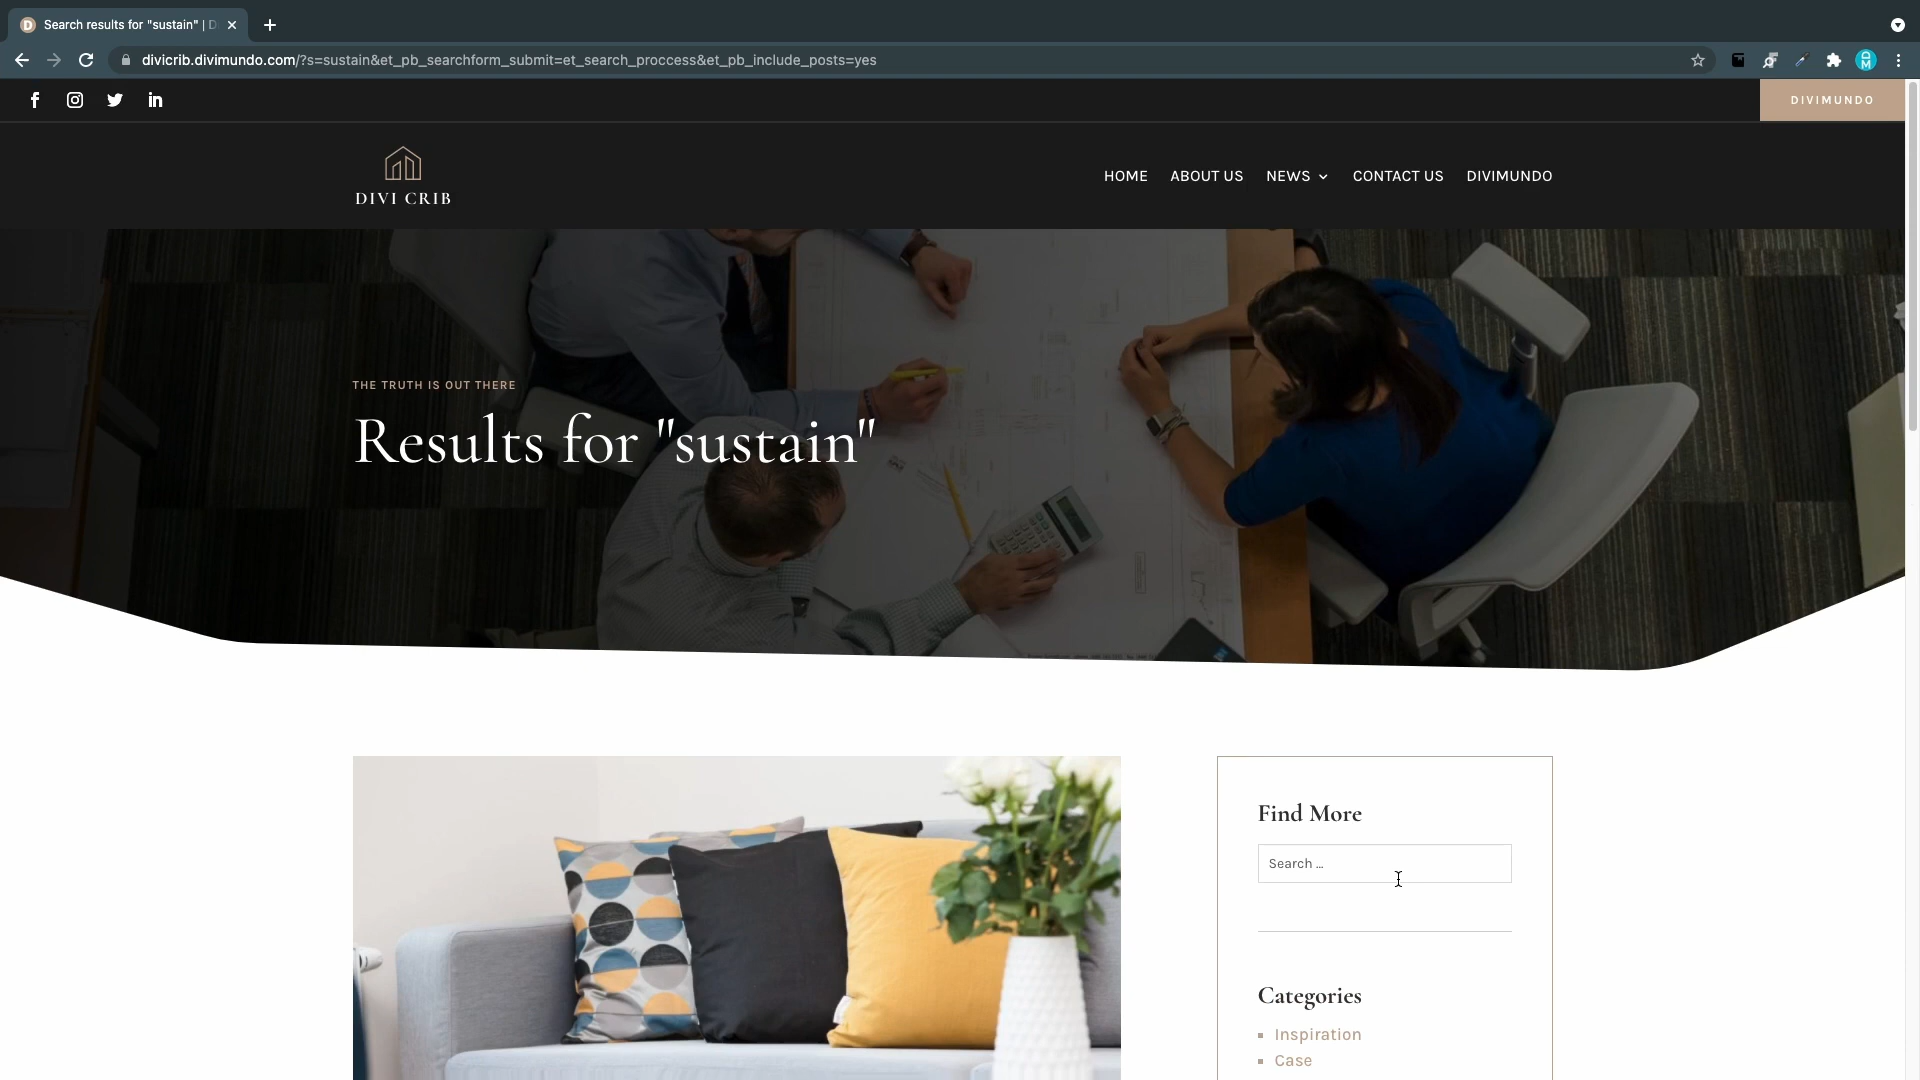 Search results for "sustain" | D
divicrib.divimundo.com/?s=sustain&et_pb_searchform_submit=et_search_proccess&et_pb_include_posts=yes
DIVIMUNDO
DIVI CRIB
HOME ABOUT US NEWS CONTACT US DIVIMUNDO
THE TRUTH IS OUT THERE
Results for "sustain"
Find More
Search …
Categories
Inspiration
Case